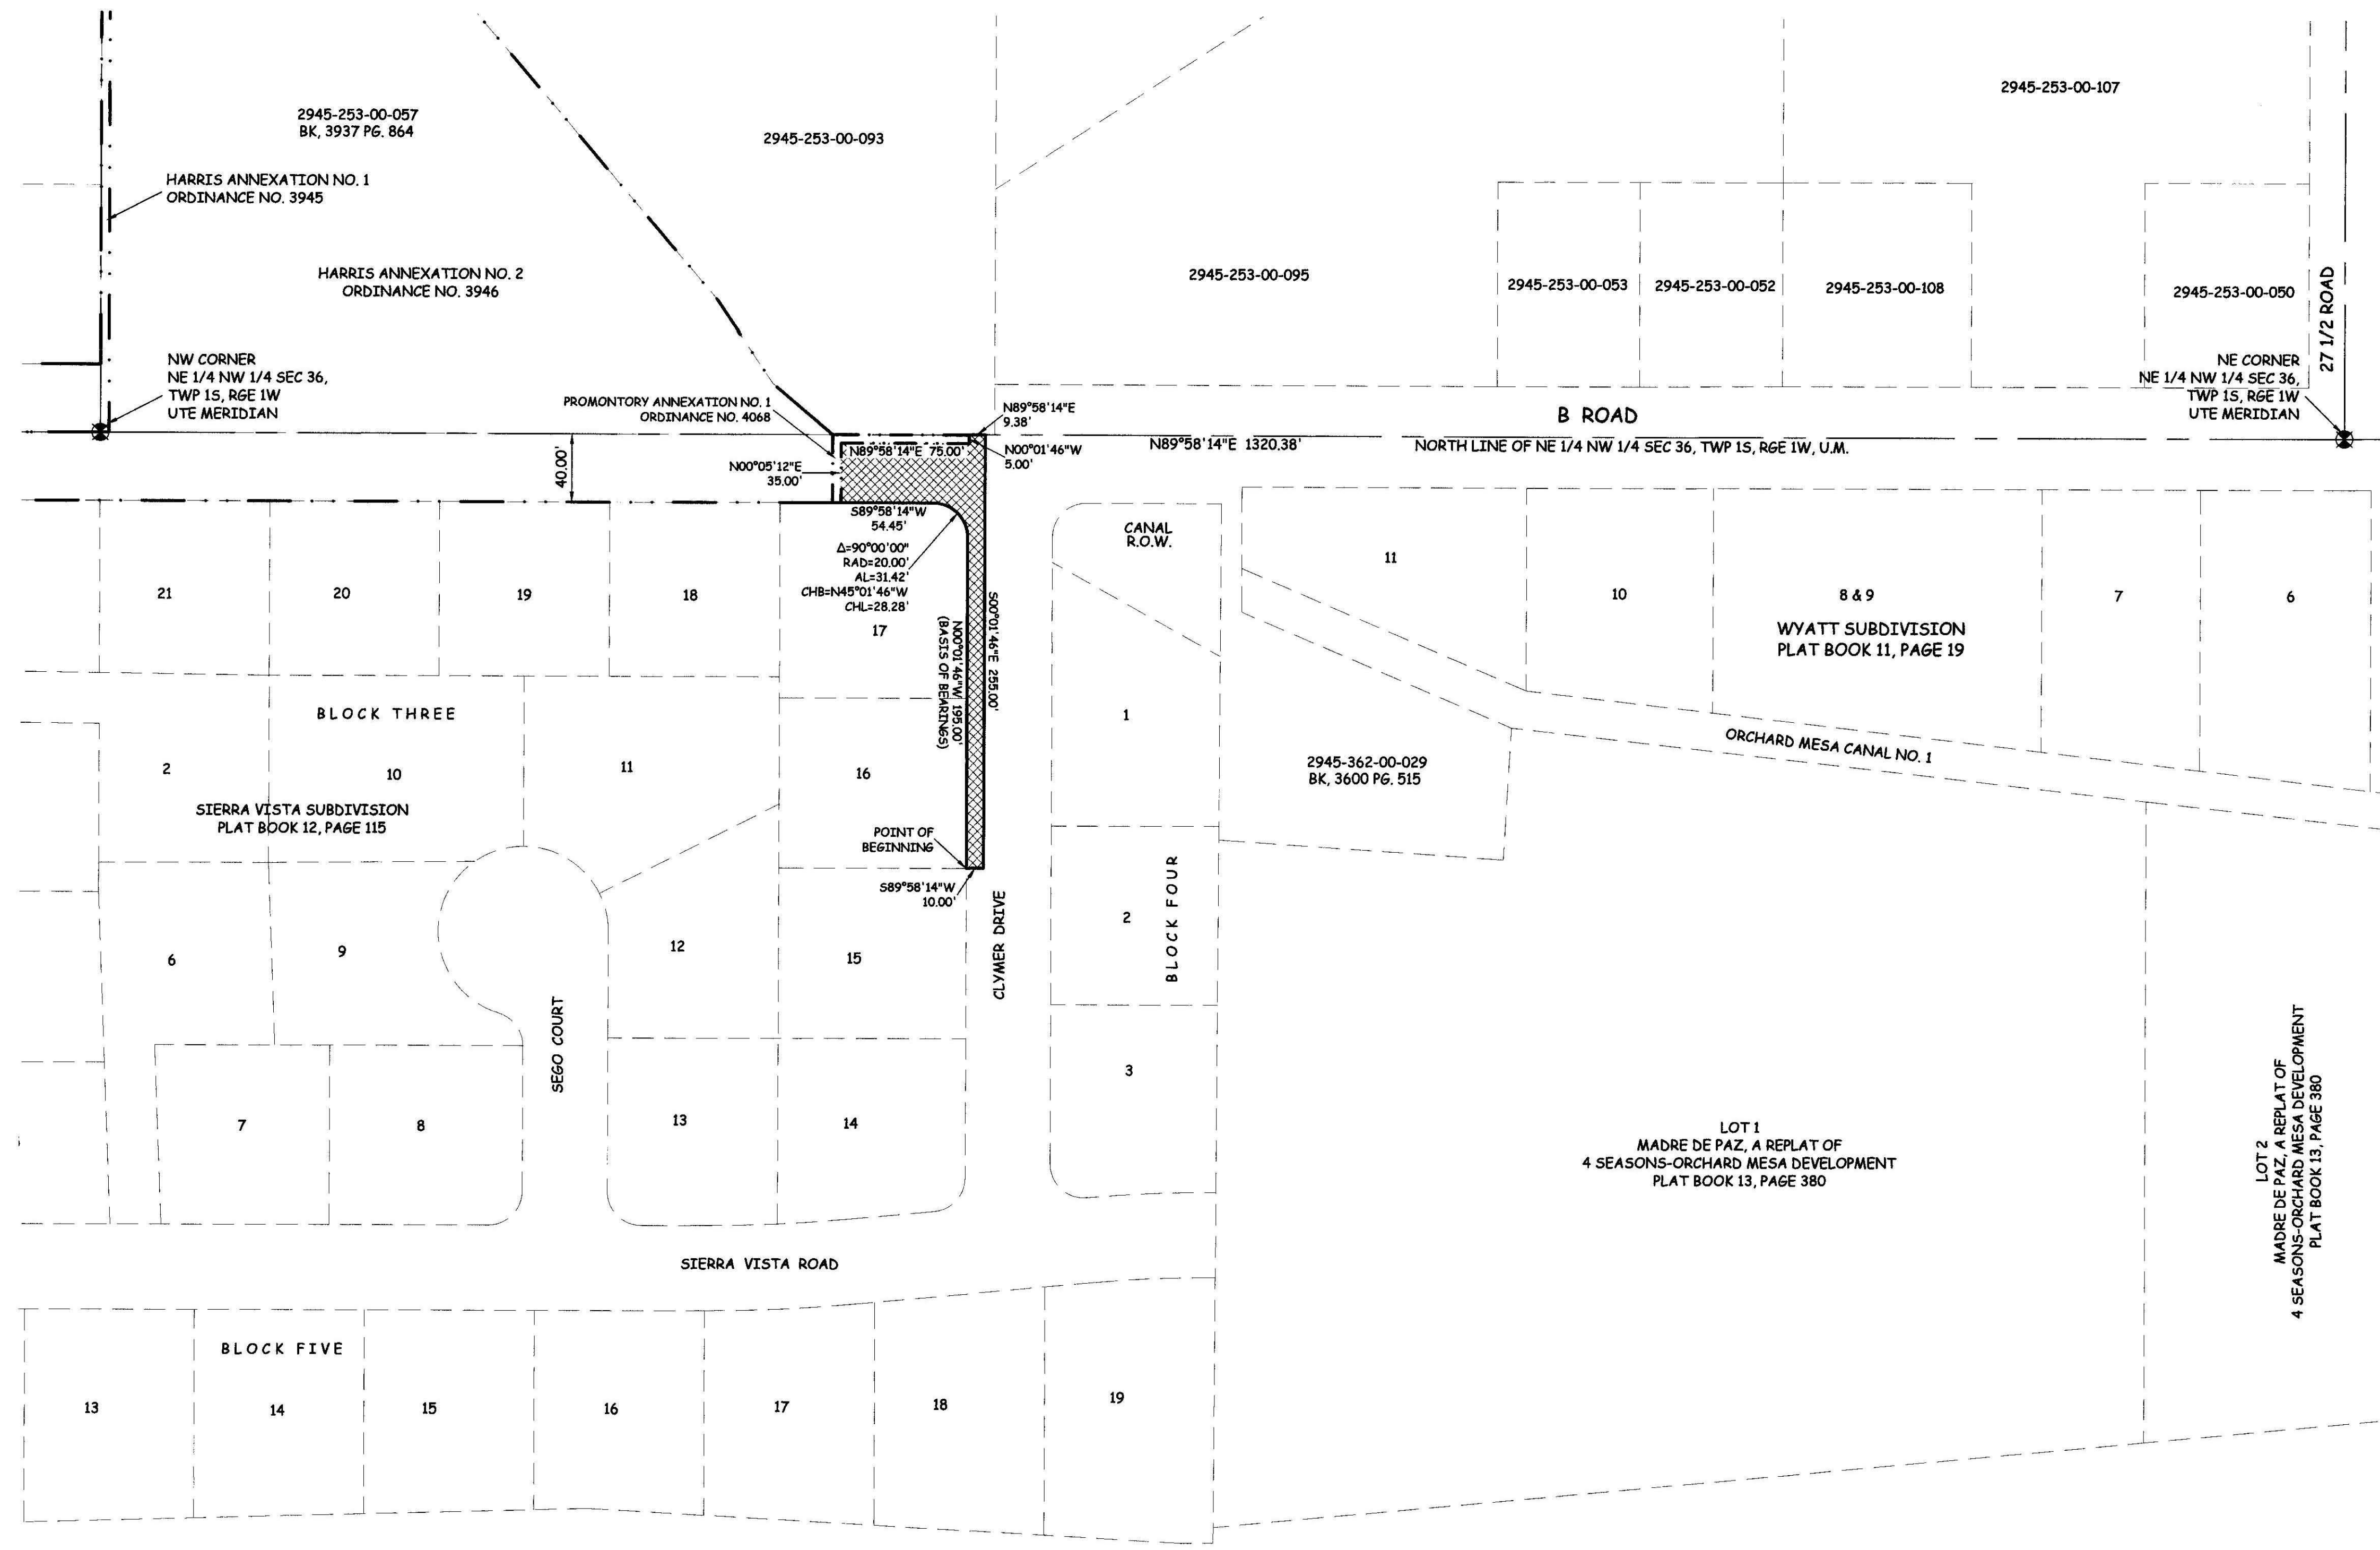 2945-253-00-107
2945-253-00-057
BK, 3937 PG. 864
2945-253-00-093
HARRIS ANNEXATION NO. 1
ORDINANCE NO. 3945
HARRIS ANNEXATION NO. 2
ORDINANCE NO. 3946
2945-253-00-095
2945-253-00-053
2945-253-00-052
2945-253-00-108
2945-253-00-050
27 1/2 ROAD
NW CORNER
NE 1/4 NW 1/4 SEC 36,
TWP 1S, RGE 1W
UTE MERIDIAN
NE CORNER
NE 1/4 NW 1/4 SEC 36,
TWP 1S, RGE 1W
UTE MERIDIAN
PROMONTORY ANNEXATION NO. 1
ORDINANCE NO. 4068
N89°58'14"E
9.38'
B ROAD
N89°58'14"E 75.00'
N00°01'46"W
5.00'
N89°58'14"E 1320.38'
NORTH LINE OF NE 1/4 NW 1/4 SEC 36, TWP 1S, RGE 1W, U.M.
40.00'
N00°05'12"E
35.00'
S89°58'14"W
54.45'
Δ=90°00'00"
RAD=20.00'
AL=31.42'
CHB=N45°01'46"W
CHL=28.28'
CANAL
R.O.W.
21
20
19
18
17
11
10
8 & 9
7
6
WYATT SUBDIVISION
PLAT BOOK 11, PAGE 19
S00°01'46"E 255.00'
N00°01'46"W 195.00'
(BASIS OF BEARINGS)
BLOCK THREE
2
10
11
16
1
ORCHARD MESA CANAL NO. 1
2945-362-00-029
BK, 3600 PG. 515
SIERRA VISTA SUBDIVISION
PLAT BOOK 12, PAGE 115
POINT OF
BEGINNING
S89°58'14"W
10.00'
CLYMER DRIVE
BLOCK FOUR
2
6
9
12
15
SEGO COURT
3
7
8
13
14
LOT 1
MADRE DE PAZ, A REPLAT OF
4 SEASONS-ORCHARD MESA DEVELOPMENT
PLAT BOOK 13, PAGE 380
LOT 2
MADRE DE PAZ, A REPLAT OF
4 SEASONS-ORCHARD MESA DEVELOPMENT
PLAT BOOK 13, PAGE 380
SIERRA VISTA ROAD
BLOCK FIVE
13
14
15
16
17
18
19